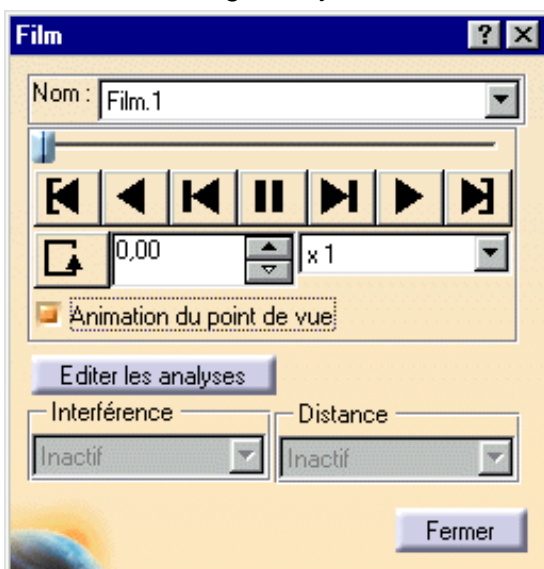 Film
Nom : Film.1
0,00 x 1
Animation du point de vue
Editer les analyses
Interférence Distance
Inactif Inactif
Fermer